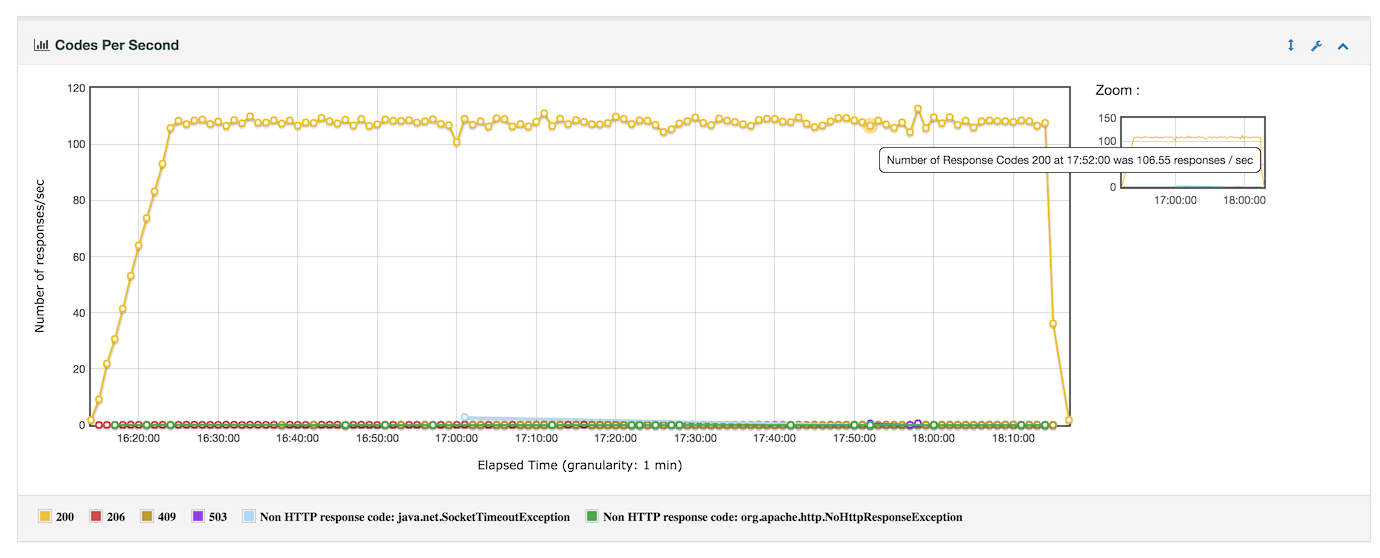 Codes Per Second
Zoom :
120
100
80
60
40
20
0
Number of responses/sec
16:20:00 16:30:00 16:40:00 16:50:00 17:00:00 17:10:00 17:20:00 17:30:00 17:40:00 17:50:00 18:00:00 18:10:00
Elapsed Time (granularity: 1 min)
150
100
0
17:00:00 18:00:00
Number of Response Codes 200 at 17:52:00 was 106.55 responses / sec
200 206 409 503 Non HTTP response code: java.net.SocketTimeoutException Non HTTP response code: org.apache.http.NoHttpResponseException